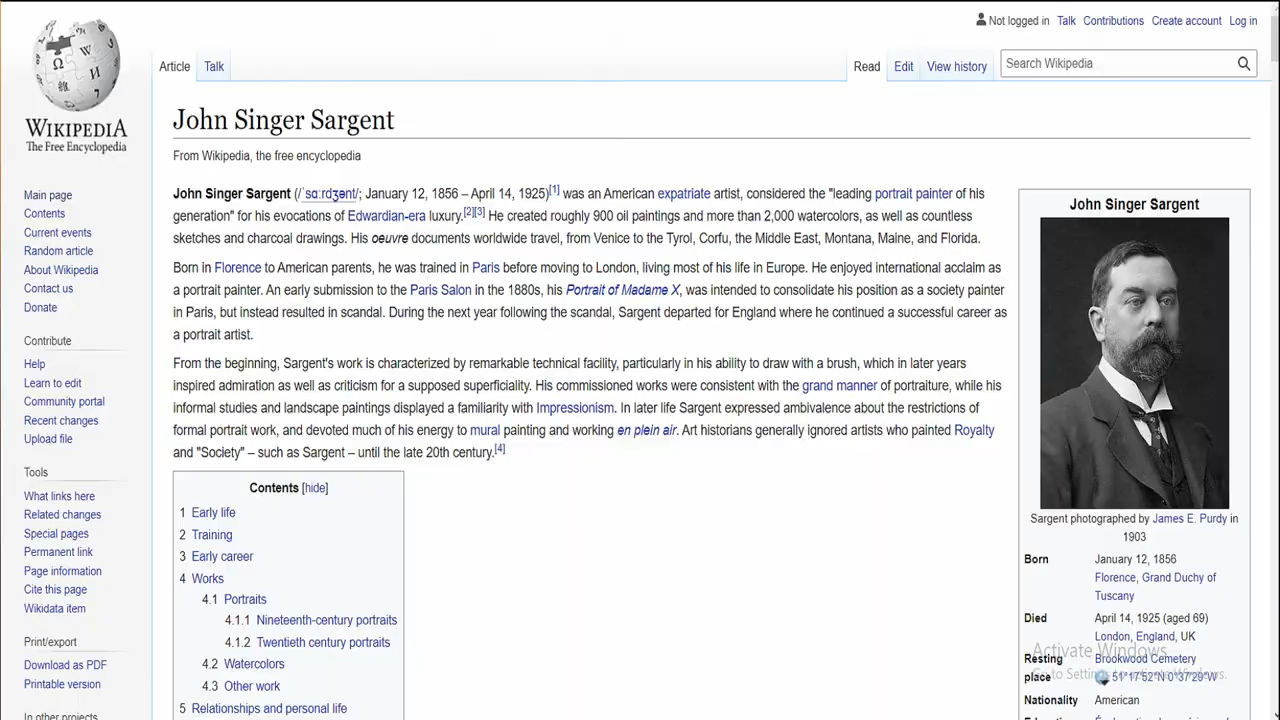 Not logged in Talk Contributions Create account Log in
Article Talk Read Edit View history Search Wikipedia
WIKIPEDIA
The Free Encyclopedia
Main page
Contents
Current events
Random article
About Wikipedia
Contact us
Donate
Contribute
Help
Learn to edit
Community portal
Recent changes
Upload file
Tools
What links here
Related changes
Special pages
Permanent link
Page information
Cite this page
Wikidata item
Print/export
Download as PDF
Printable version
In other projects
John Singer Sargent
From Wikipedia, the free encyclopedia
John Singer Sargent (/ˈsɑːrdʒənt/; January 12, 1856 – April 14, 1925)[1] was an American expatriate artist, considered the "leading portrait painter of his
generation" for his evocations of Edwardian-era luxury.[2][3] He created roughly 900 oil paintings and more than 2,000 watercolors, as well as countless
sketches and charcoal drawings. His oeuvre documents worldwide travel, from Venice to the Tyrol, Corfu, the Middle East, Montana, Maine, and Florida.
Born in Florence to American parents, he was trained in Paris before moving to London, living most of his life in Europe. He enjoyed international acclaim as
a portrait painter. An early submission to the Paris Salon in the 1880s, his Portrait of Madame X, was intended to consolidate his position as a society painter
in Paris, but instead resulted in scandal. During the next year following the scandal, Sargent departed for England where he continued a successful career as
a portrait artist.
From the beginning, Sargent's work is characterized by remarkable technical facility, particularly in his ability to draw with a brush, which in later years
inspired admiration as well as criticism for a supposed superficiality. His commissioned works were consistent with the grand manner of portraiture, while his
informal studies and landscape paintings displayed a familiarity with Impressionism. In later life Sargent expressed ambivalence about the restrictions of
formal portrait work, and devoted much of his energy to mural painting and working en plein air. Art historians generally ignored artists who painted Royalty
and "Society" – such as Sargent – until the late 20th century.[4]
Contents [hide]
1 Early life
2 Training
3 Early career
4 Works
4.1 Portraits
4.1.1 Nineteenth-century portraits
4.1.2 Twentieth century portraits
4.2 Watercolors
4.3 Other work
5 Relationships and personal life
John Singer Sargent
Sargent photographed by James E. Purdy in
1903
Born January 12, 1856
Florence, Grand Duchy of
Tuscany
Died April 14, 1925 (aged 69)
London, England, UK
Activate Windows
Resting Brookwood Cemetery
place 51°17′52″N 0°37′29″W
Go to Settings to activate Windows.
Nationality American